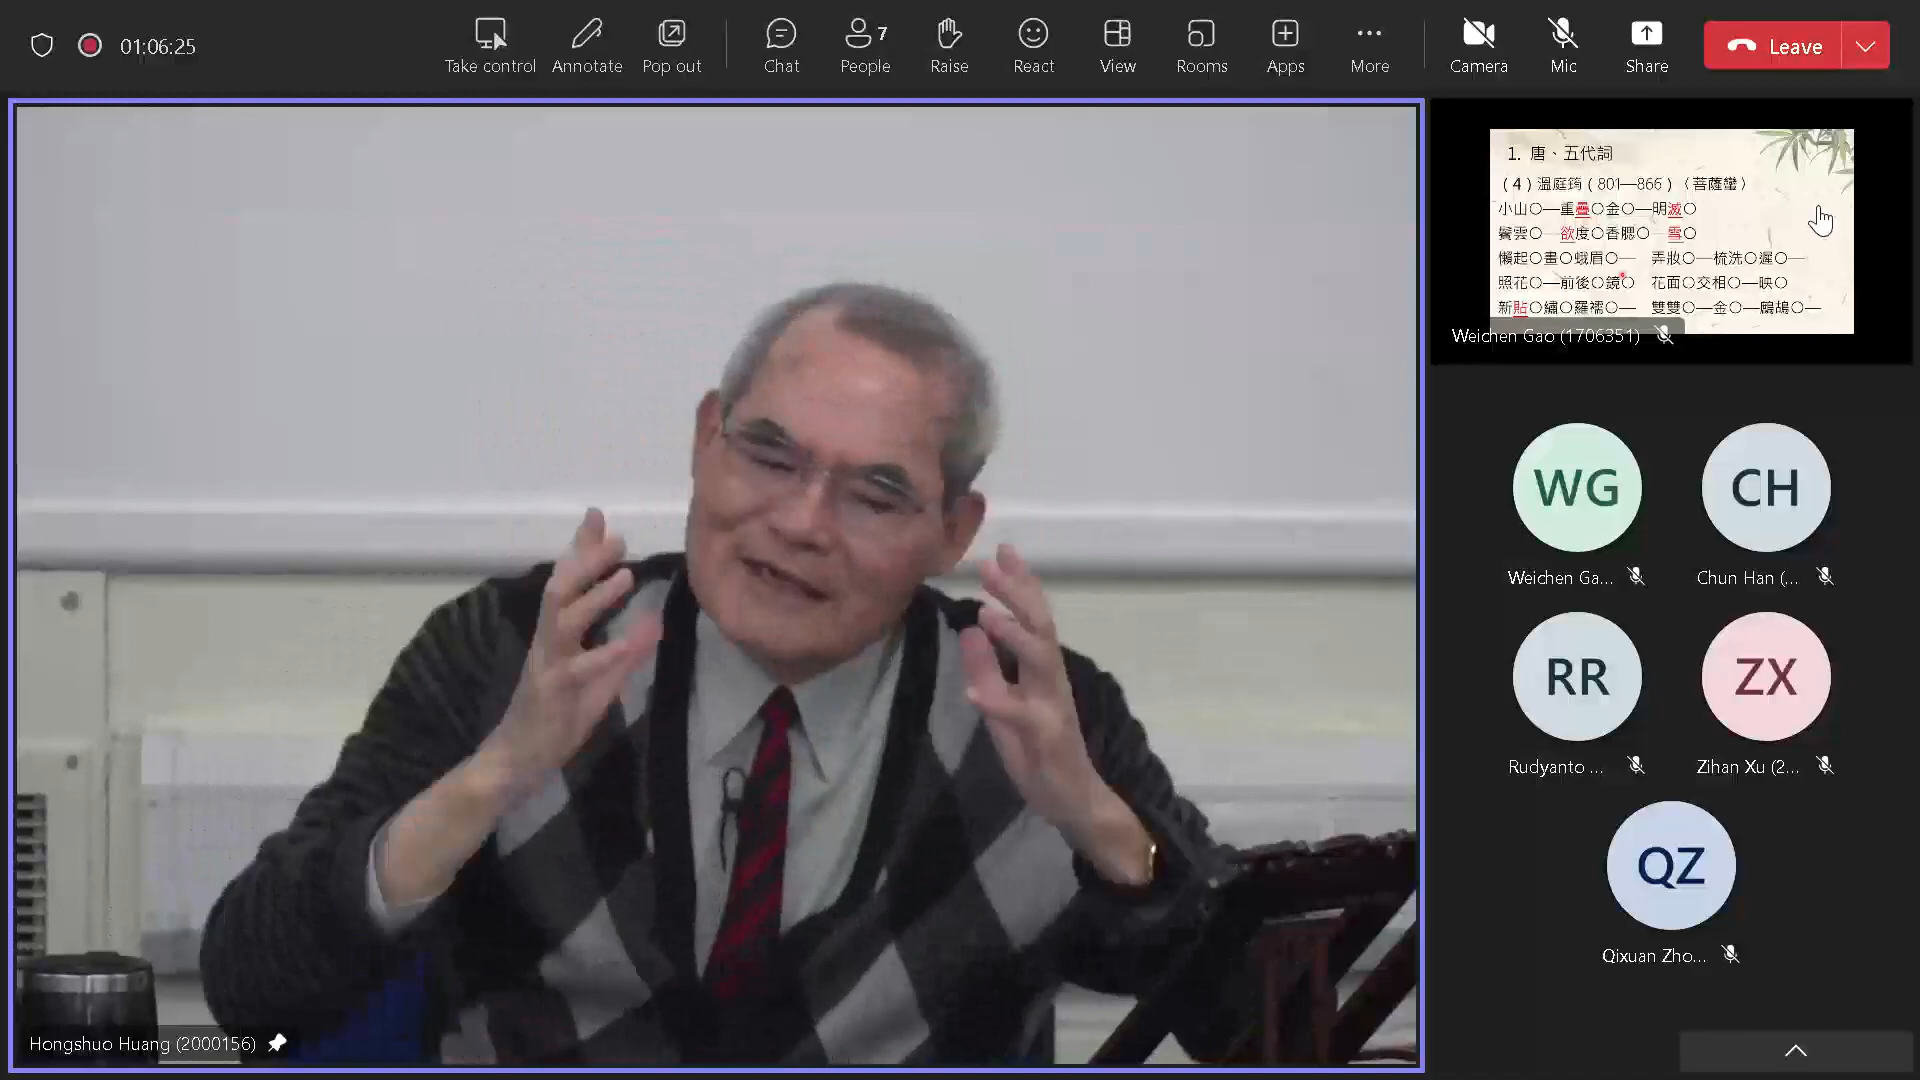 01:06:25
Take control
Annotate
Pop out
Chat
People
7
Raise
React
View
Rooms
Apps
More
Camera
Mic
Share
Leave
1. 唐、五代詞
（4）溫庭筠（801—866）〈菩薩蠻〉
小山○—重疊○金○—明滅○
鬢雲○—欲度○香腮○—雪○
懶起○畫○蛾眉○— 弄妝○—梳洗○遲○—
照花○—前後○鏡○ 花面○交相○—映○
新貼○繡○羅襦○— 雙雙○—金○—鷓鴣○—
Weichen Gao (1706351)
WG
CH
Weichen Ga...
Chun Han (...
RR
ZX
Rudyanto ...
Zihan Xu (2...
QZ
Qixuan Zho...
Hongshuo Huang (2000156)